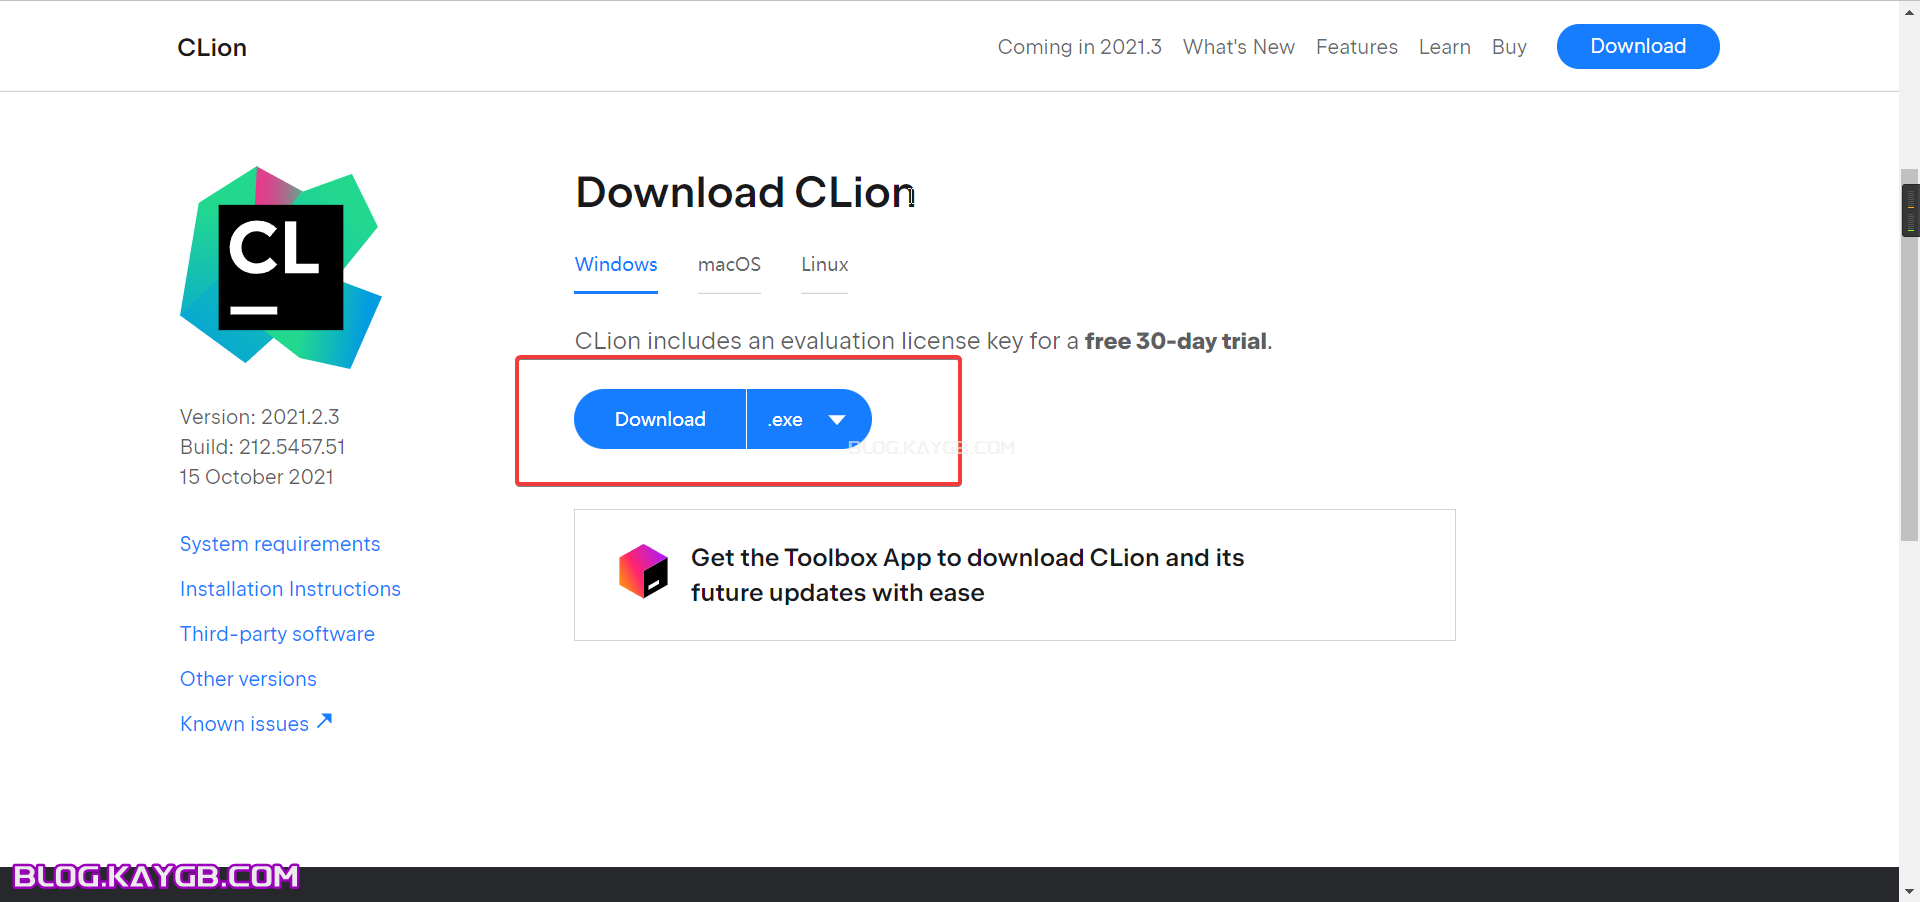 CLion
Coming in 2021.3 What's New Features Learn Buy Download
CL
Download CLion
Windows macOS Linux
CLion includes an evaluation license key for a free 30-day trial.
Download .exe
BLOG.KAYGB.COM
Version: 2021.2.3
Build: 212.5457.51
15 October 2021
System requirements
Installation Instructions
Third-party software
Other versions
Known issues
Get the Toolbox App to download CLion and its
future updates with ease
BLOG.KAYGB.COM